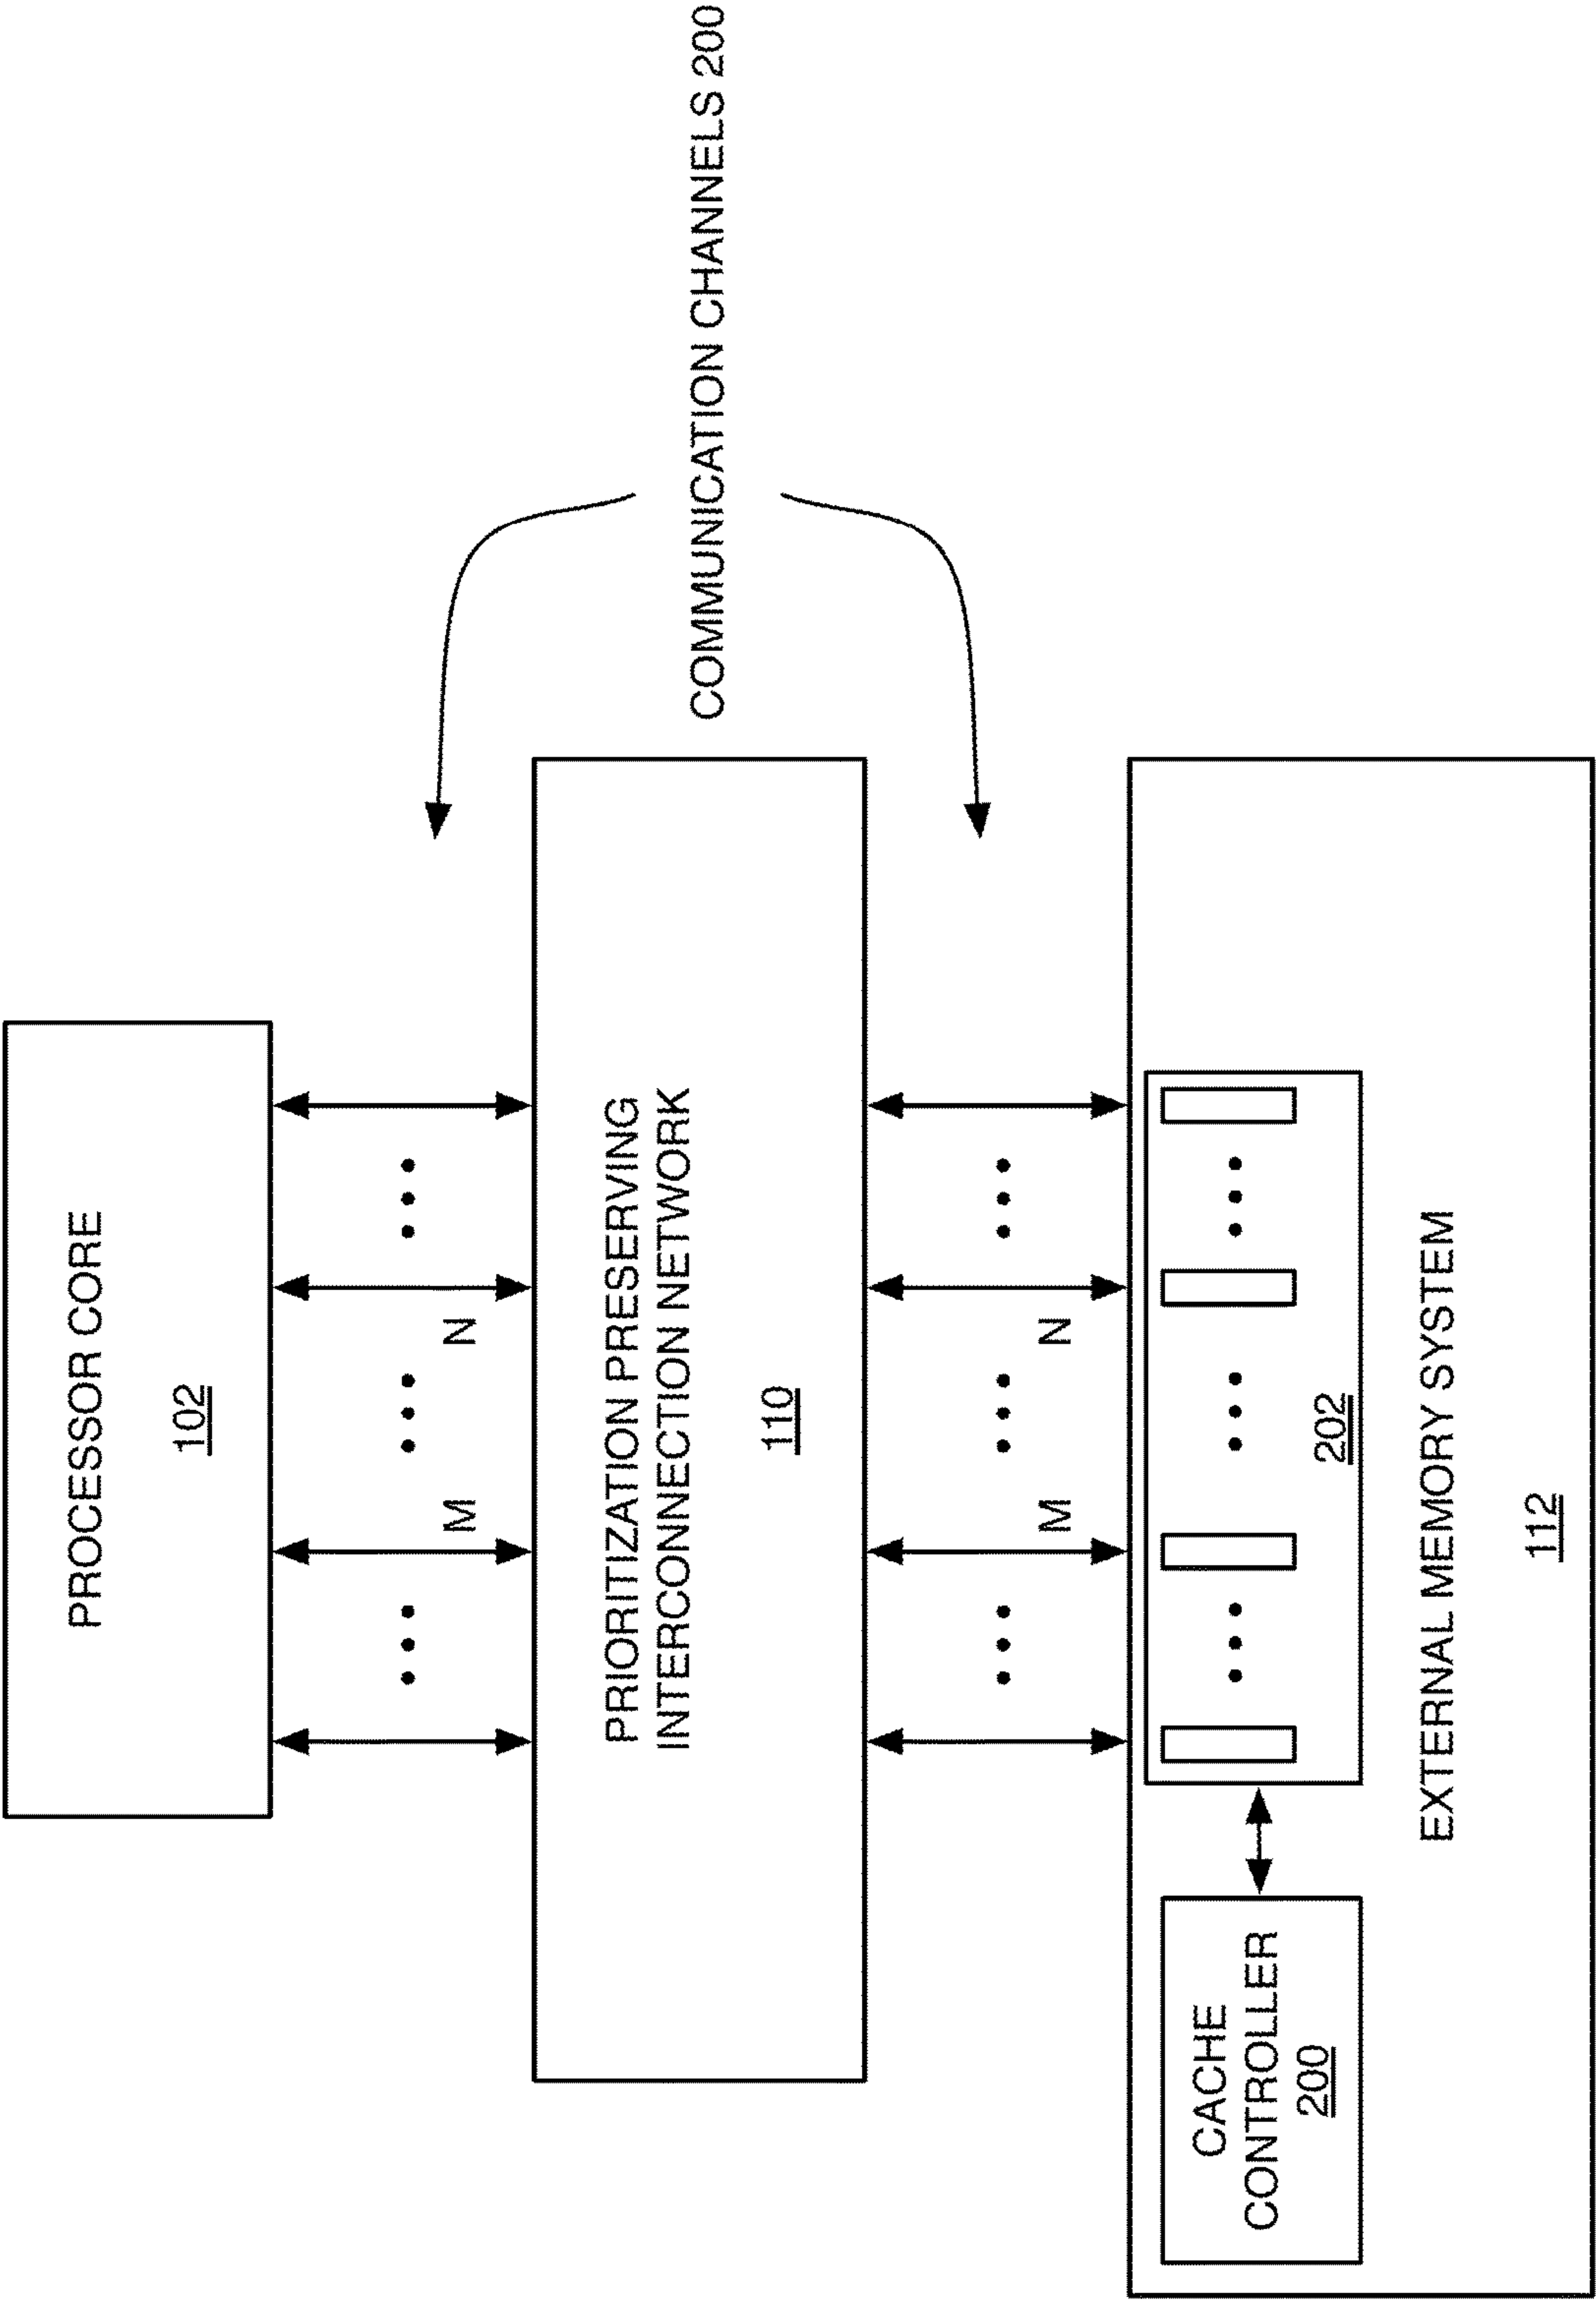 PROCESSOR CORE
102
M
N
PRIORITIZATION PRESERVING
INTERCONNECTION NETWORK
110
COMMUNICATION CHANNELS 200
M
N
CACHE
CONTROLLER
200
202
EXTERNAL MEMORY SYSTEM
112